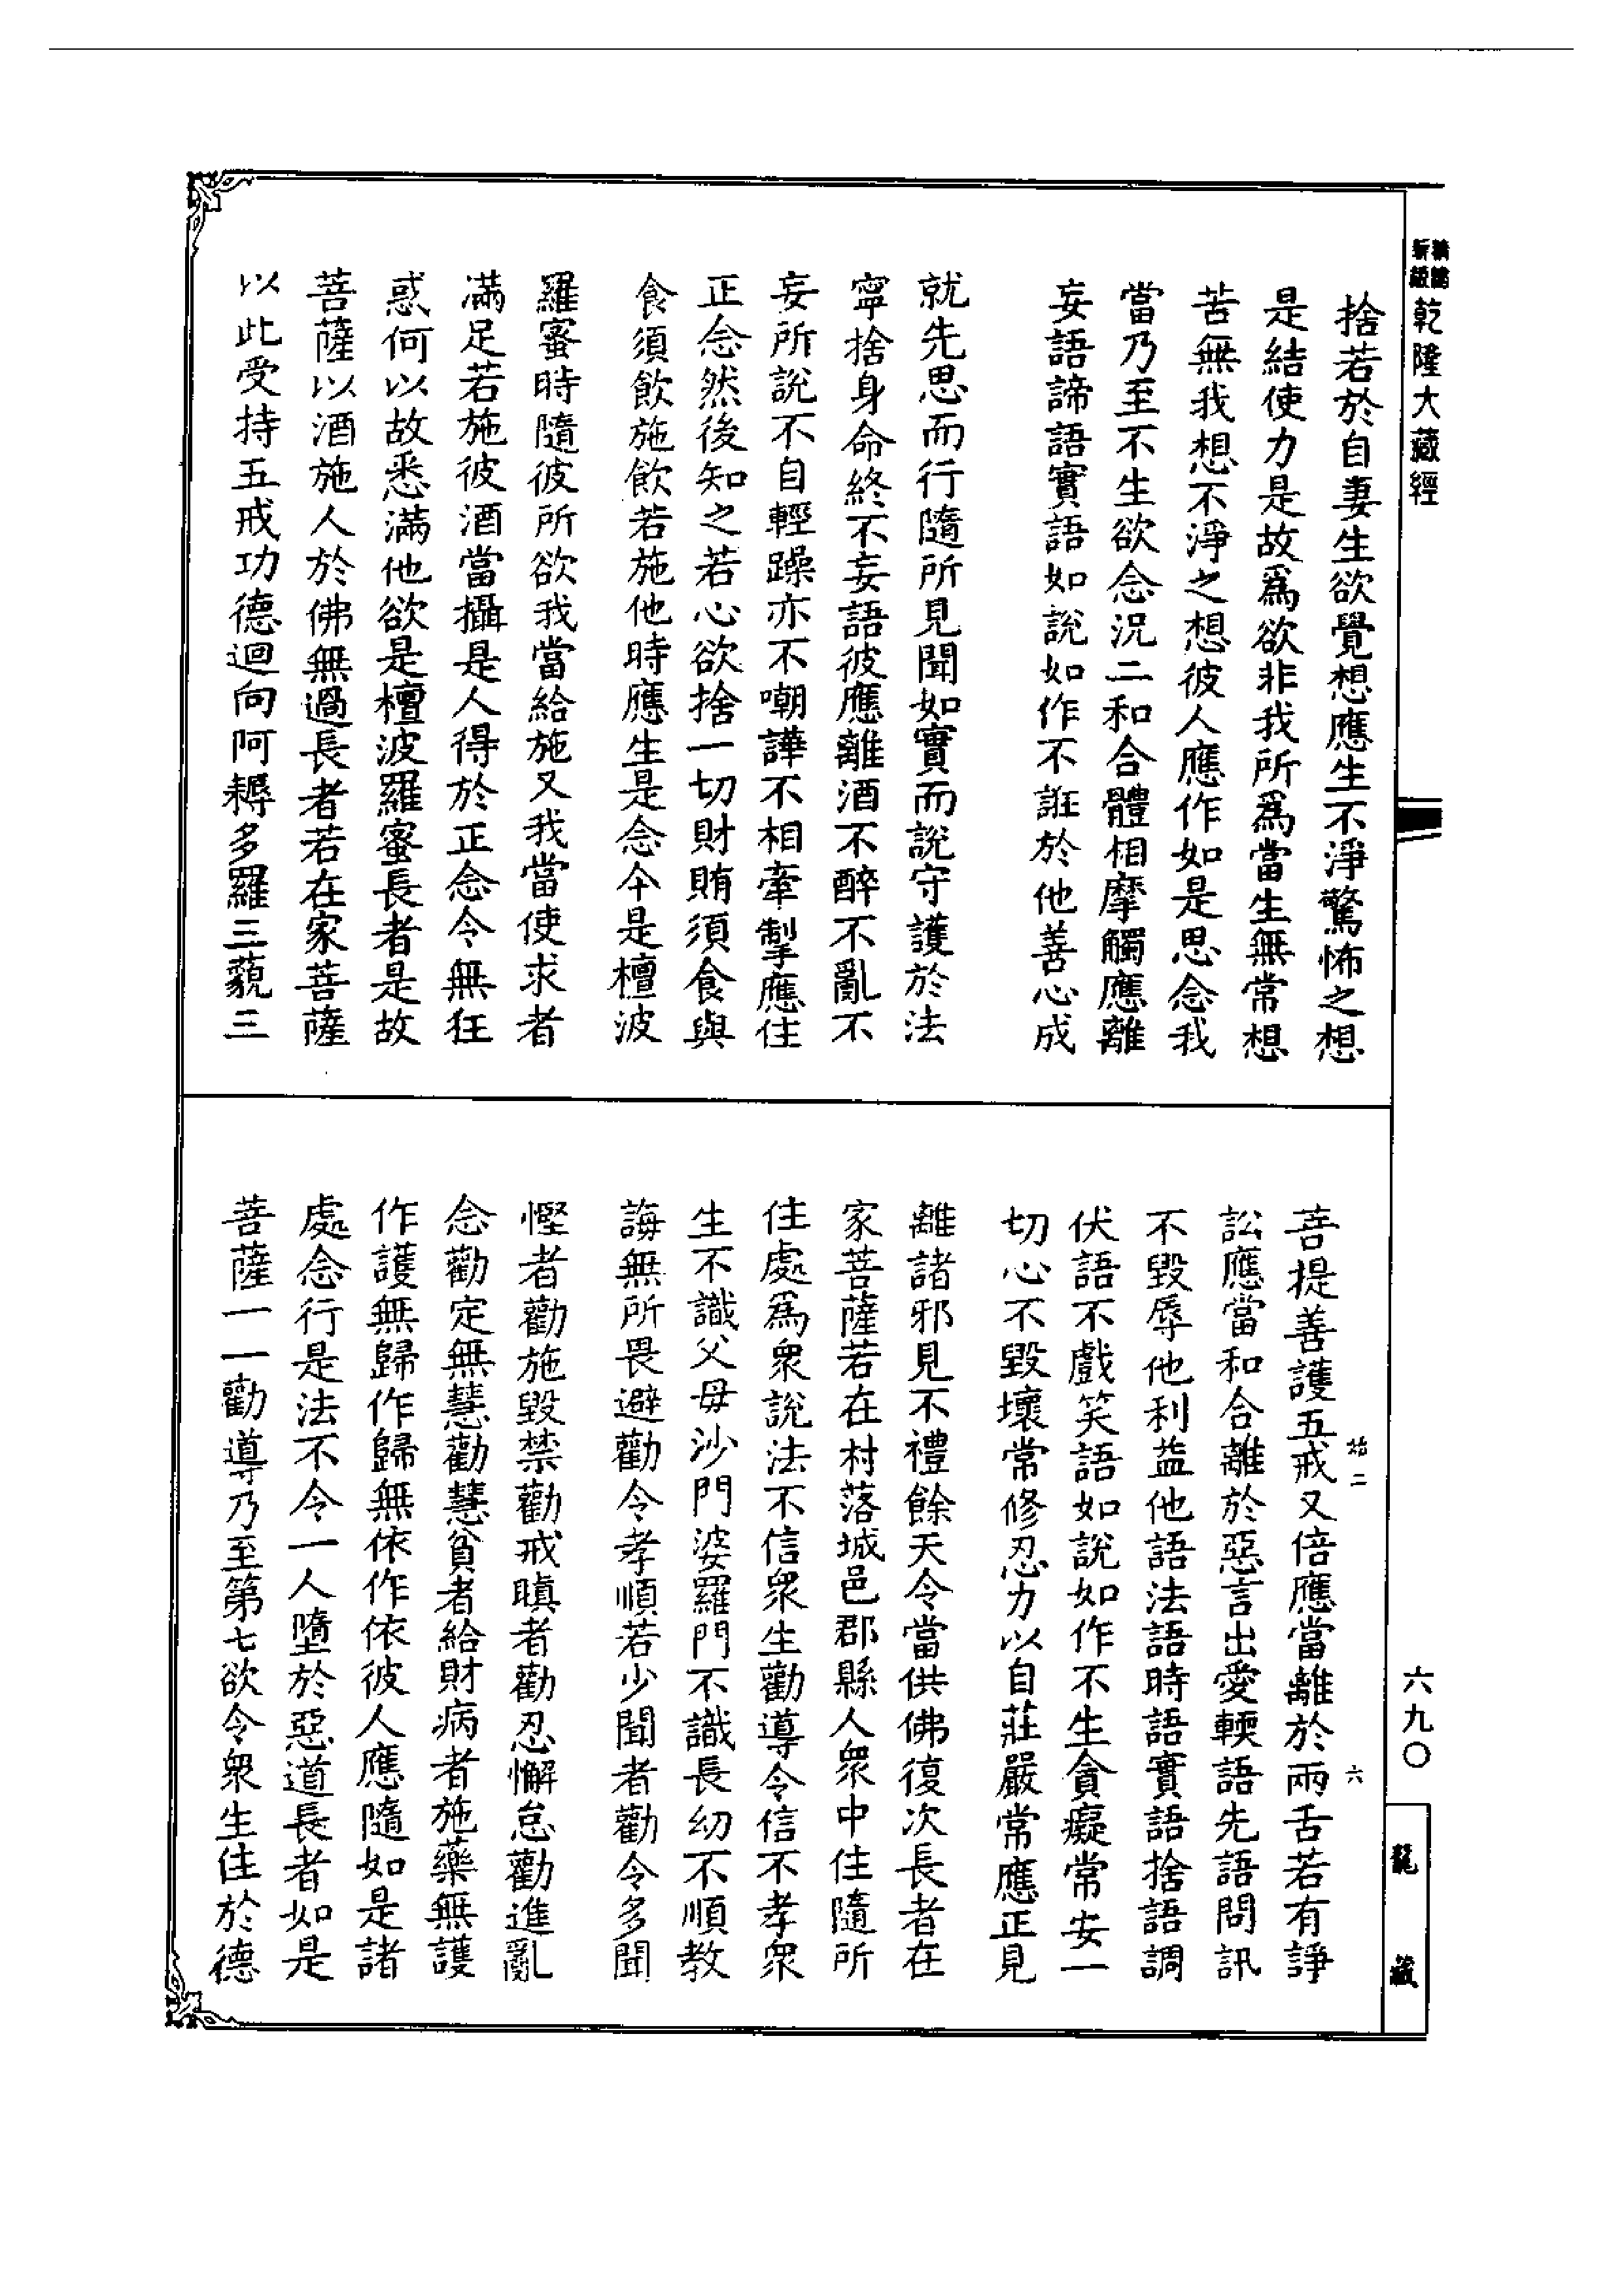 乾隆大藏經
捨若於自妻生欲覺想應生不淨驚怖之想
是結使力是故爲欲非我所爲當生無常想
苦無我想不淨之想彼人應作如是思念我
當乃至不生欲念況二和合體相摩觸應離
妄語諦語實語如說如作不誑於他善心成
就先思而行隨所見聞如實而說守護於法
寧捨身命終不妄語彼應離酒不醉不亂不
妄所說不自輕躁亦不嘲譁不相牽掣應住
正念然後知之若心欲捨一切財賄須食與
食須飲施飲若施他時應生是念今是檀波
羅蜜時隨彼所欲我當給施又我當使求者
滿足若施彼酒當攝是人得於正念令無狂
惑何以故悉滿他欲是檀波羅蜜長者是故
菩薩以酒施人於佛無過長者若在家菩薩
以此受持五戒功德迴向阿耨多羅三藐三
菩提善護五戒又倍應當離於兩舌若有諍
訟應當和合離於惡言出愛輭語先語問訊
不毀辱他利益他語法語時語實語捨語調
伏語不戲笑語如說如作不生貪癡常安一
切心不毀壞常修忍力以自莊嚴常應正見
離諸邪見不禮餘天令當供佛復次長者在
家菩薩若在村落城邑郡縣人衆中住隨所
住處爲衆說法不信衆生勸導令信不孝衆
生不識父母沙門婆羅門不識長幼不順教
誨無所畏避勸令孝順若少聞者勸令多聞
慳者勸施毀禁勸戒瞋者勸忍懈怠勸進亂
念勸定無慧勸慧貧者給財病者施藥無護
作護無歸作歸無依作依彼人應隨如是諸
處念行是法不令一人墮於惡道長者如是
菩薩一一勸導乃至第七欲令衆生住於德
六
六九〇
龍藏